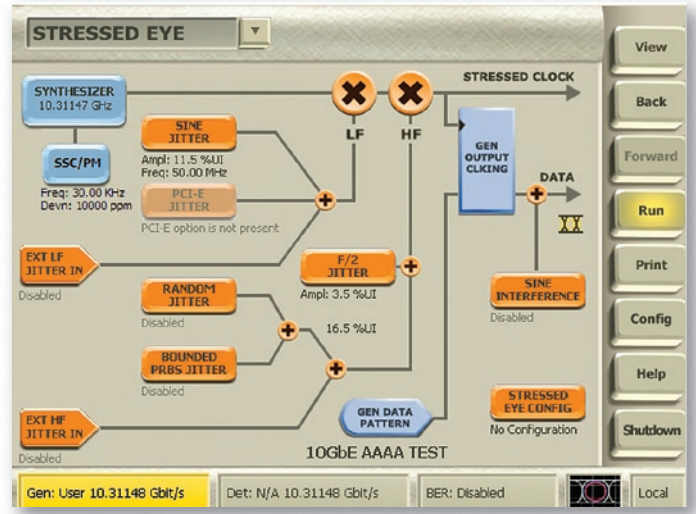 STRESSED EYE
View
Back
Forward
Run
Print
Config
Help
Shutdown
SYNTHESIZER
10.31147 GHz
SSC/PM
Freq: 30.00 KHz
Devn: 10000 ppm
SINE
JITTER
Ampl: 11.5 %UI
Freq: 50.00 MHz
PCI-E
JITTER
PCI-E option is not present
LF
HF
STRESSED CLOCK
GEN
OUTPUT
CLKING
DATA
EXT LF
JITTER IN
Disabled
F/2
JITTER
Ampl: 3.5 %UI
SINE
INTERFERENCE
Disabled
RANDOM
JITTER
Disabled
16.5 %UI
BOUNDED
PRBS JITTER
Disabled
EXT HF
JITTER IN
Disabled
GEN DATA
PATTERN
10GbE AAAA TEST
STRESSED
EYE CONFIG
No Configuration
Gen: User 10.31148 Gbit/s
Det: N/A 10.31148 Gbit/s
BER: Disabled
Local